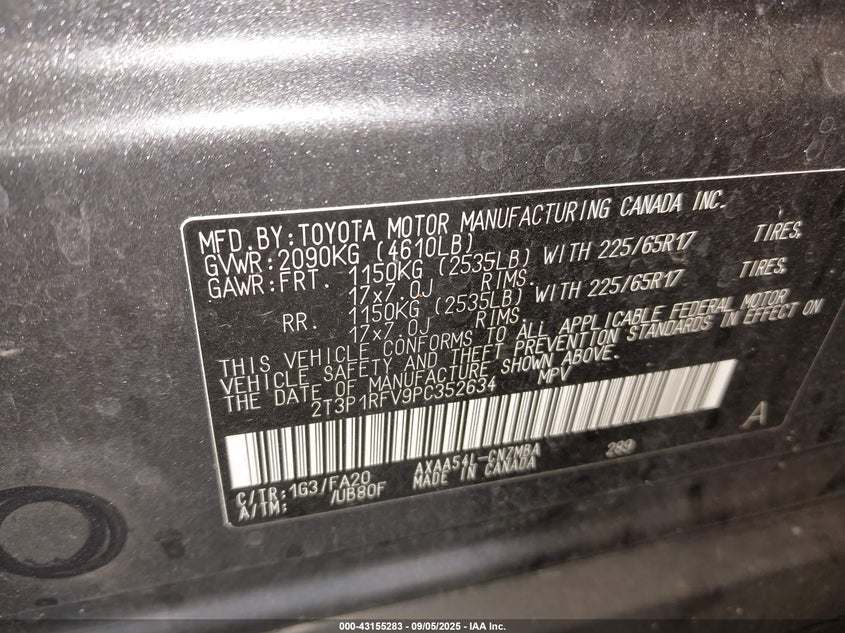 MFD.BY:TOYOTA MOTOR MANUFACTURING CANADA INC.
GVWR:2090KG (4610LB)
GAWR:FRT. 1150KG (2535LB) WITH 225/65R17 TIRES,
17x7.0J RIMS.
RR. 1150KG (2535LB) WITH 225/65R17 TIRES,
17x7.0J RIMS.
THIS VEHICLE CONFORMS TO ALL APPLICABLE FEDERAL MOTOR
VEHICLE SAFETY AND THEFT PREVENTION STANDARDS IN EFFECT ON
THE DATE OF MANUFACTURE SHOWN ABOVE.
2T3P1RFV9PC352634 MPV
A
C/TR:1G3/FA20 AXAA54L-CNZMBA 289
A/TM: /UB80F MADE IN CANADA
000-43155283 - 09/05/2025 - IAA Inc.